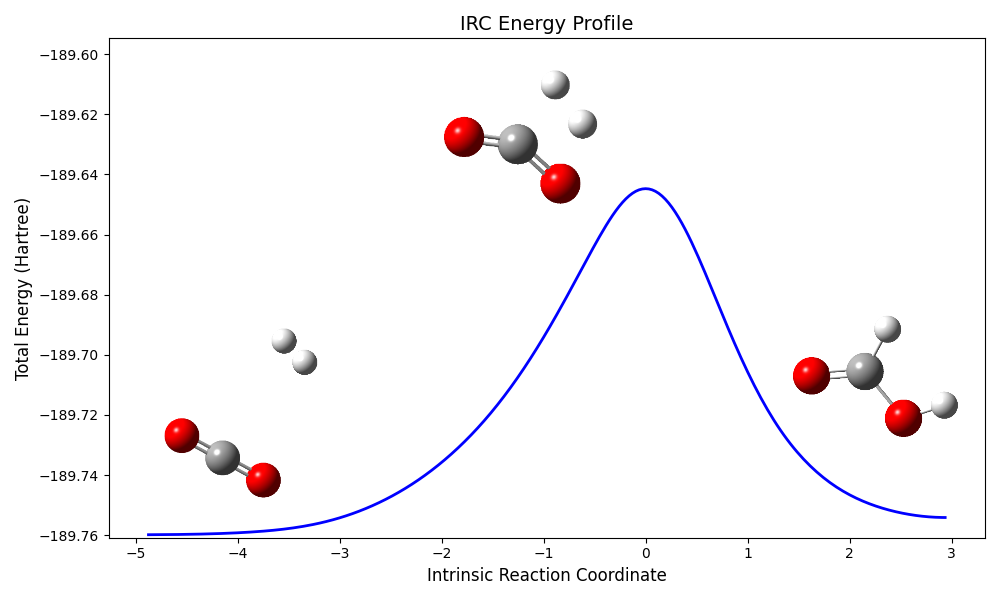 IRC Energy Profile
Total Energy (Hartree)
−189.60
−189.62
−189.64
−189.66
−189.68
−189.70
−189.72
−189.74
−189.76
−5 −4 −3 −2 −1 0 1 2 3
Intrinsic Reaction Coordinate